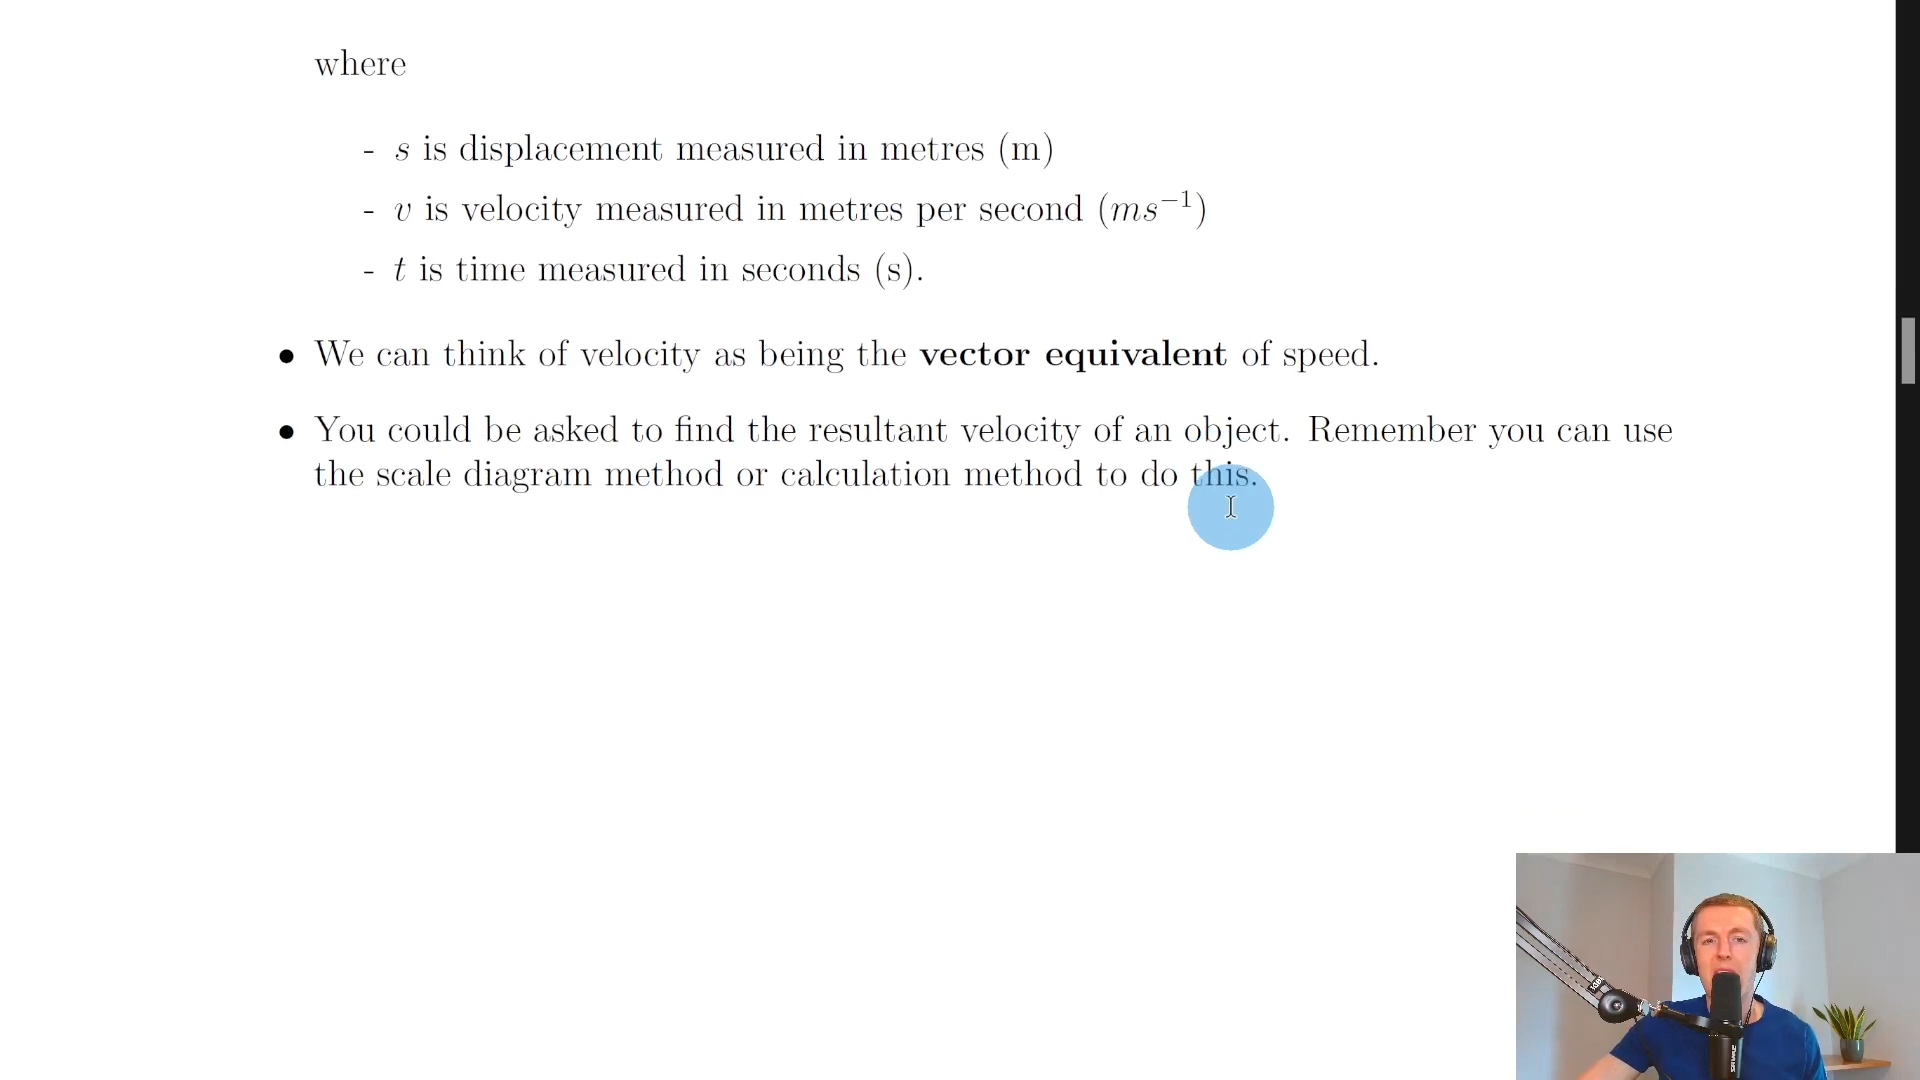 where
- s is displacement measured in metres (m)
- v is velocity measured in metres per second (ms⁻¹)
- t is time measured in seconds (s).
• We can think of velocity as being the vector equivalent of speed.
• You could be asked to find the resultant velocity of an object. Remember you can use
the scale diagram method or calculation method to do this.